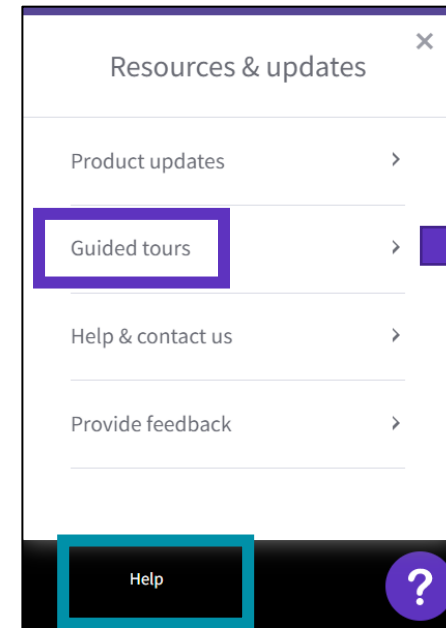 Resources & updates
×
Product updates
Guided tours
Help & contact us
Provide feedback
Help
?